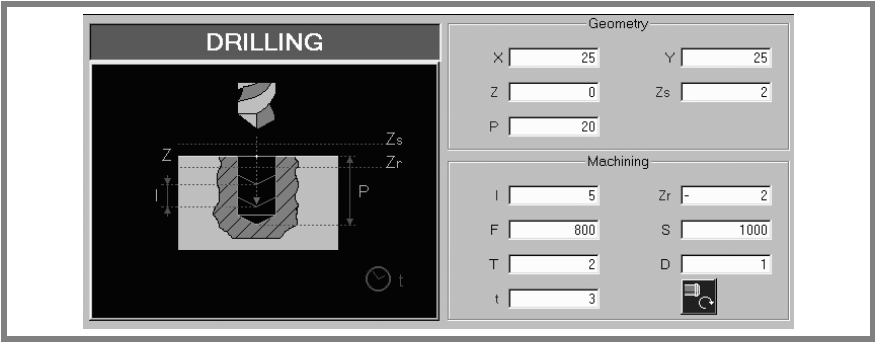 DRILLING
Zs
Z
Zr
I
P
t
Geometry
X 25 Y 25
Z 0 Zs 2
P 20
Machining
I 5 Zr - 2
F 800 S 1000
T 2 D 1
t 3